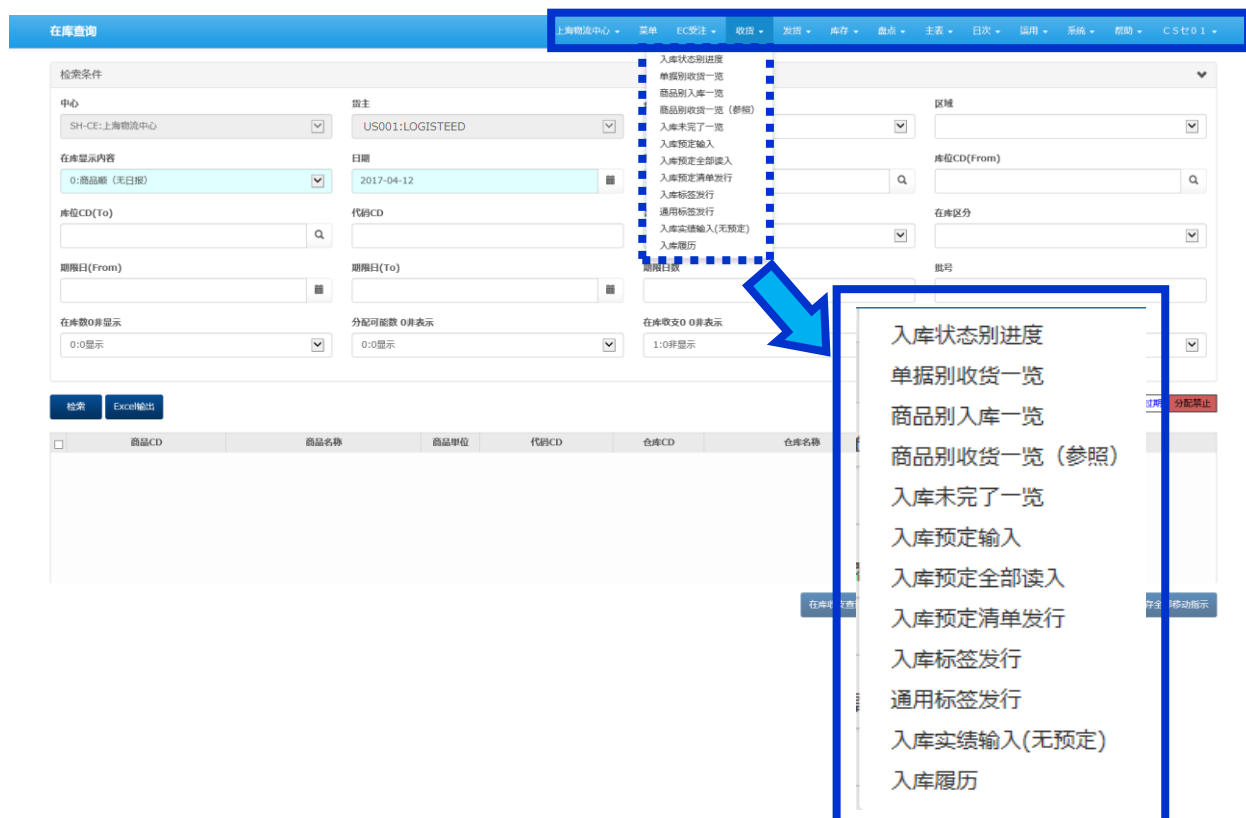 在库查询
上海物流中心 菜单 EC受注 收货 发货 库存 盘点 主表 日次 运用 系统 帮助 CSセ01
检索条件
入库状态别进度
单据别收货一览
商品别入库一览
商品别收货一览（参照）
入库未完了一览
入库预定输入
入库预定全部读入
入库预定清单发行
入库标签发行
通用标签发行
入库实绩输入(无预定)
入库履历
中心 货主 区域
SH-CE:上海物流中心 US001:LOGISTEED
在库显示内容 日期 库位CD(From)
0:商品顺（无日报） 2017-04-12
库位CD(To) 代码CD 在库区分
期限日(From) 期限日(To) 期限日数 批号
在库数0非显示 分配可能数 0非表示 在库收支0 0非表示
0:0显示 0:0显示 1:0非显示
检索 Excel输出 过期 分配禁止
商品CD 商品名称 商品单位 代码CD 仓库CD 仓库名称
入库状态别进度
单据别收货一览
商品别入库一览
商品别收货一览（参照）
入库未完了一览
入库预定输入
入库预定全部读入
入库预定清单发行
入库标签发行
通用标签发行
入库实绩输入(无预定)
入库履历